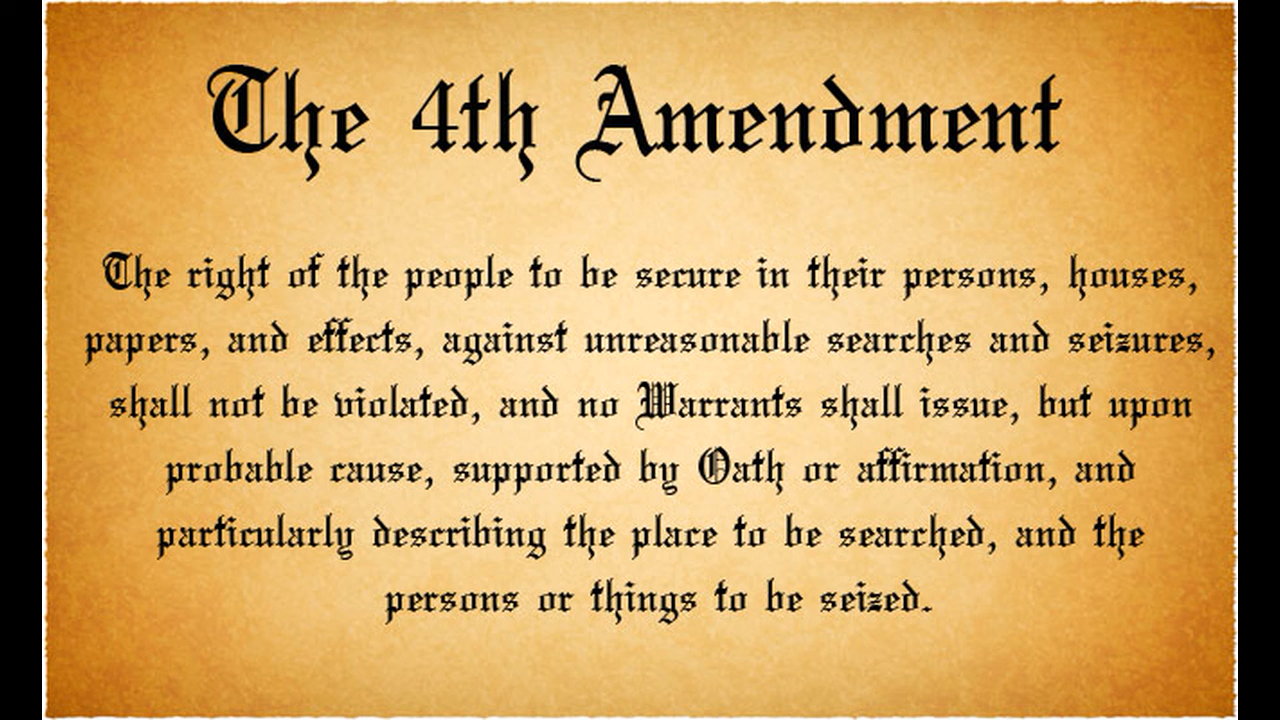 The 4th Amendment
The right of the people to be secure in their persons, houses,
papers, and effects, against unreasonable searches and seizures,
shall not be violated, and no Warrants shall issue, but upon
probable cause, supported by Oath or affirmation, and
particularly describing the place to be searched, and the
persons or things to be seized.